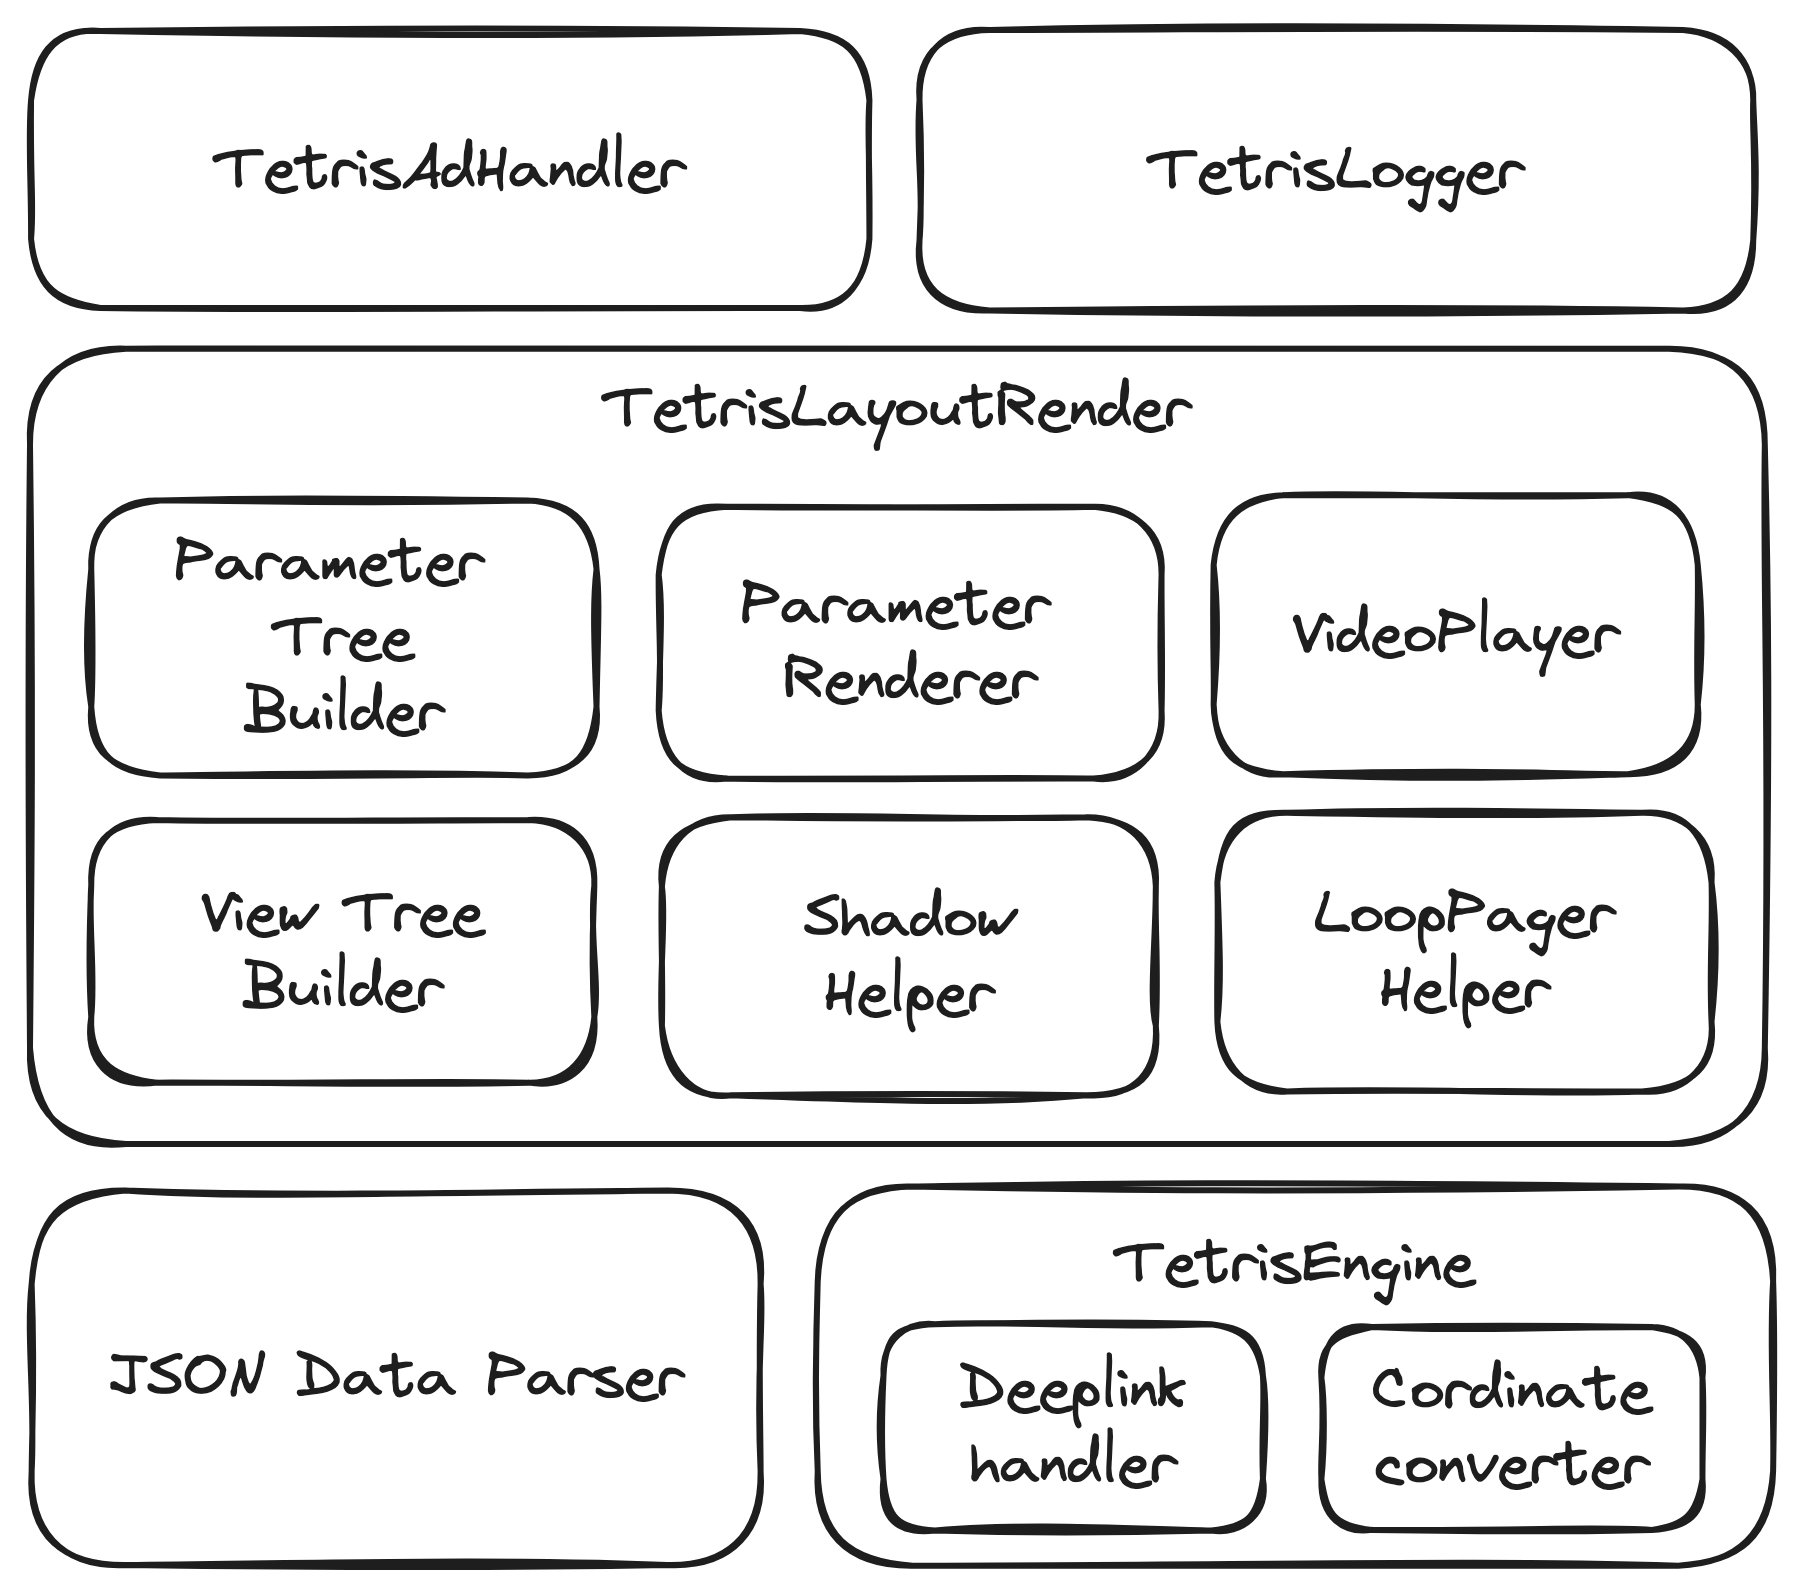 TetrisAdHandler
TetrisLogger
TetrisLayoutRender
Parameter
Tree
Builder
Parameter
Renderer
VideoPlayer
View Tree
Builder
Shadow
Helper
LoopPager
Helper
JSON Data Parser
TetrisEngine
Deeplink
handler
Cordinate
converter